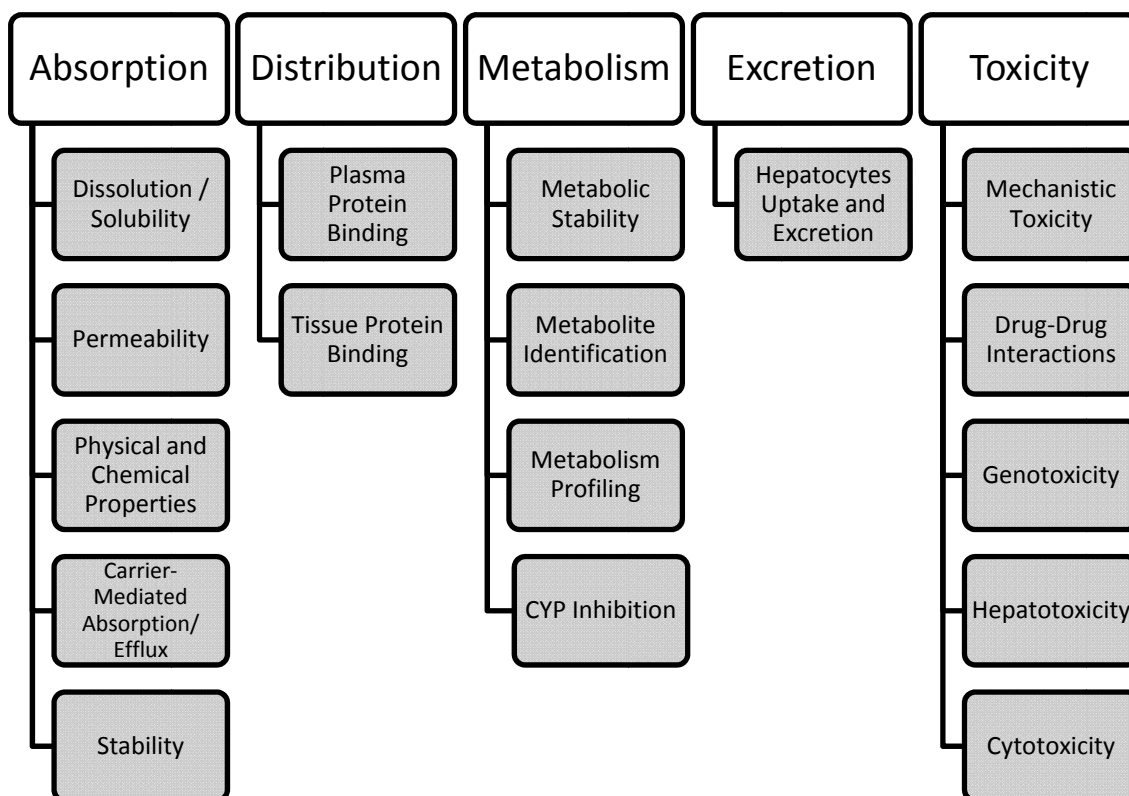 Absorption
Dissolution /
Solubility
Permeability
Physical and
Chemical
Properties
Carrier-
Mediated
Absorption/
Efflux
Stability
Distribution
Plasma
Protein
Binding
Tissue Protein
Binding
Metabolism
Metabolic
Stability
Metabolite
Identification
Metabolism
Profiling
CYP Inhibition
Excretion
Hepatocytes
Uptake and
Excretion
Toxicity
Mechanistic
Toxicity
Drug-Drug
Interactions
Genotoxicity
Hepatotoxicity
Cytotoxicity